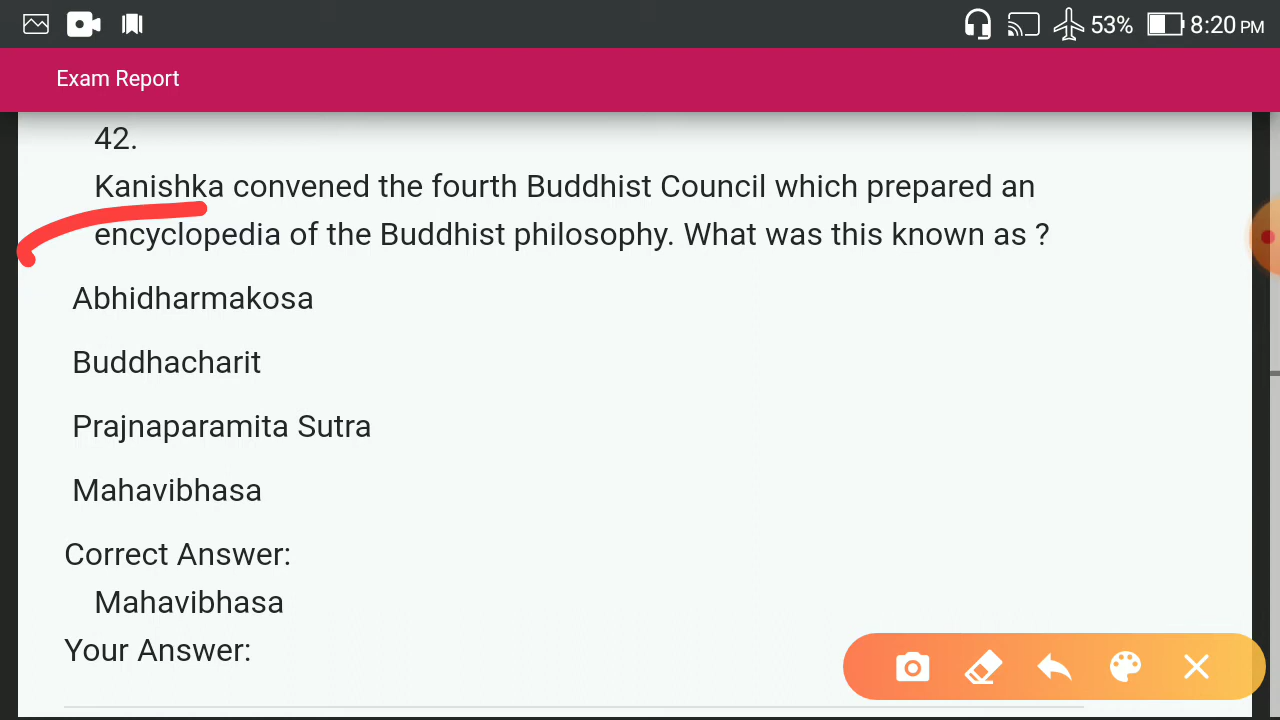 53% 8:20 PM
Exam Report
42.
Kanishka convened the fourth Buddhist Council which prepared an
encyclopedia of the Buddhist philosophy. What was this known as ?
Abhidharmakosa
Buddhacharit
Prajnaparamita Sutra
Mahavibhasa
Correct Answer:
Mahavibhasa
Your Answer: